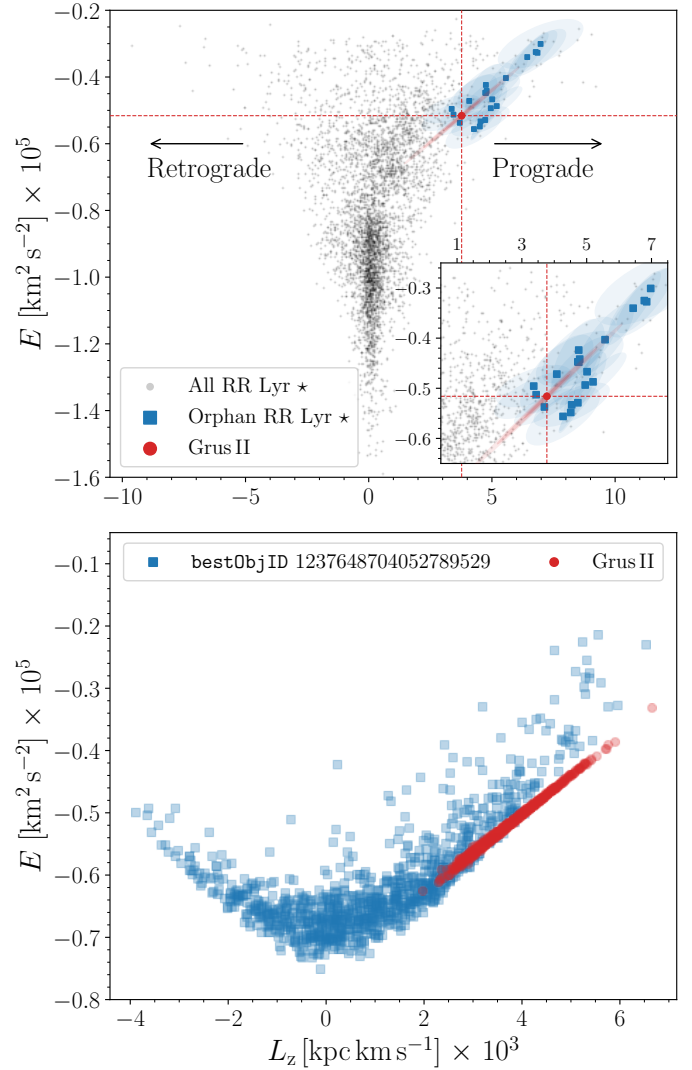 −0.2
−0.4
−0.6
−0.8
−1.0
−1.2
−1.4
−1.6
E [km² s⁻²] × 10⁵
Retrograde
Prograde
1 3 5 7
−0.3
−0.4
−0.5
−0.6
All RR Lyr ⋆
Orphan RR Lyr ⋆
Grus II
−10 −5 0 5 10
bestObjID 1237648704052789529
Grus II
−0.1
−0.2
−0.3
−0.4
−0.5
−0.6
−0.7
−0.8
E [km² s⁻²] × 10⁵
−4 −2 0 2 4 6
L_z [kpc km s⁻¹] × 10³